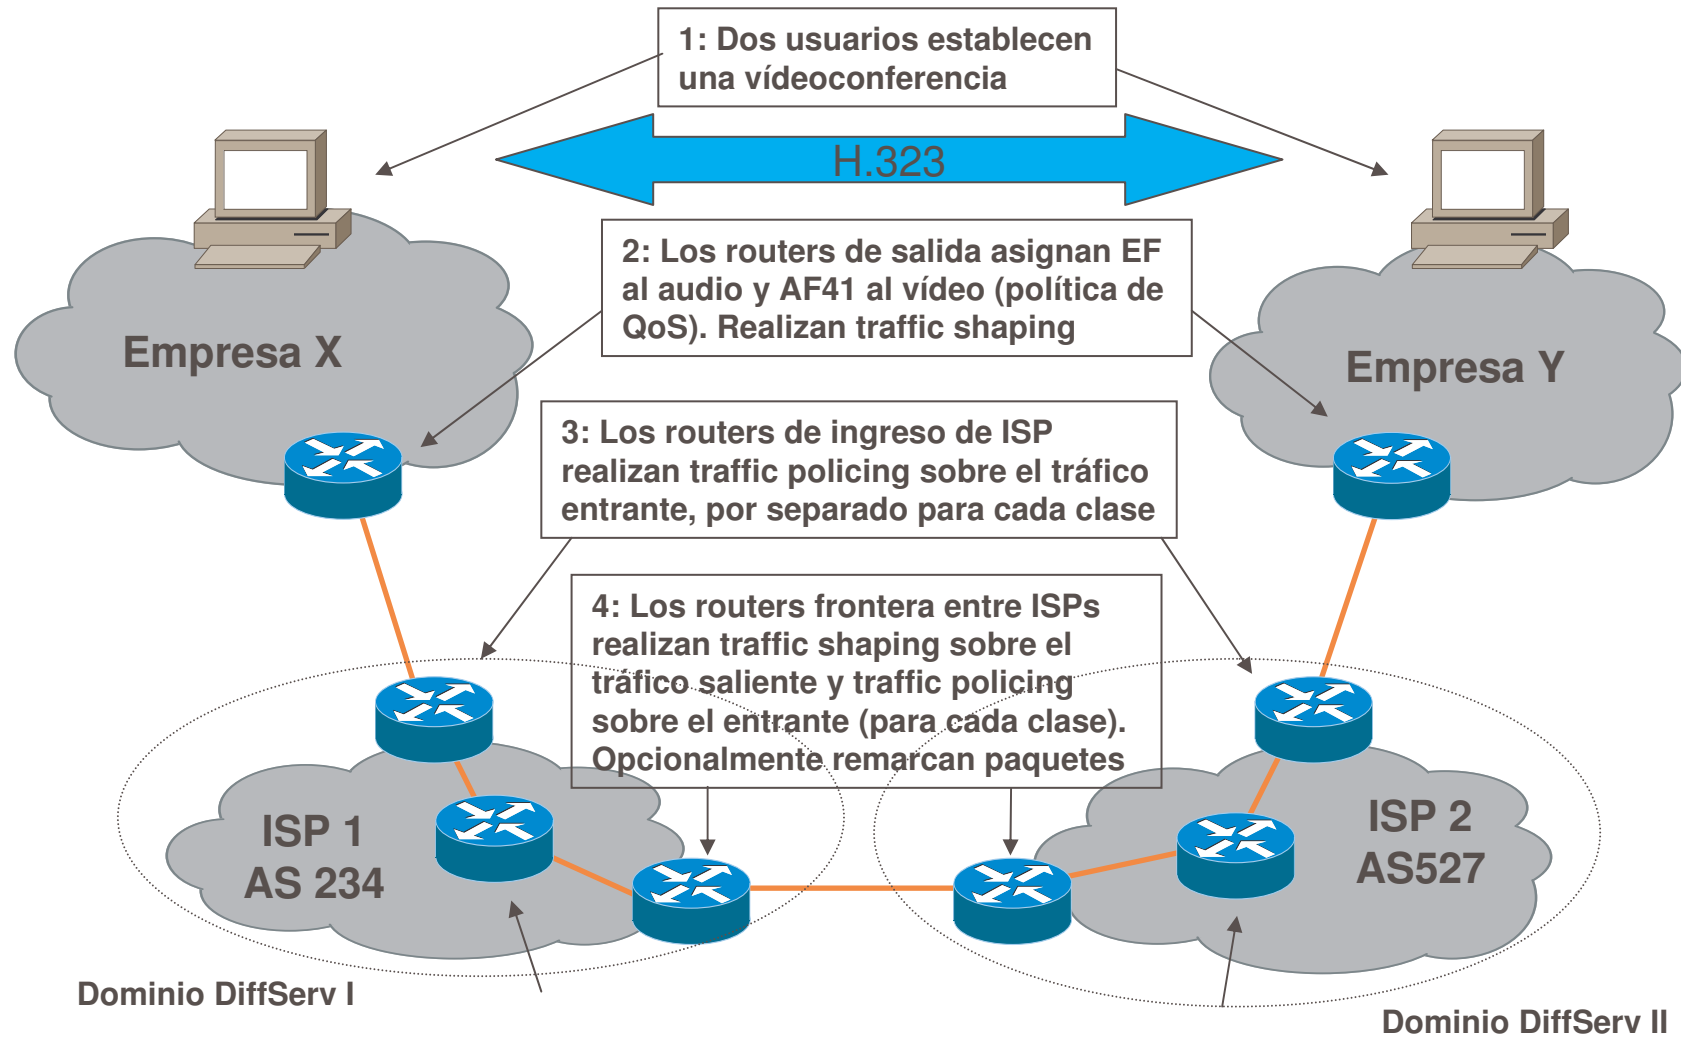 1: Dos usuarios establecen
una vídeoconferencia
H.323
2: Los routers de salida asignan EF
al audio y AF41 al vídeo (política de
QoS). Realizan traffic shaping
Empresa X
Empresa Y
3: Los routers de ingreso de ISP
realizan traffic policing sobre el tráfico
entrante, por separado para cada clase
4: Los routers frontera entre ISPs
realizan traffic shaping sobre el
tráfico saliente y traffic policing
sobre el entrante (para cada clase).
Opcionalmente remarcan paquetes
ISP 1
AS 234
ISP 2
AS527
Dominio DiffServ I
Dominio DiffServ II